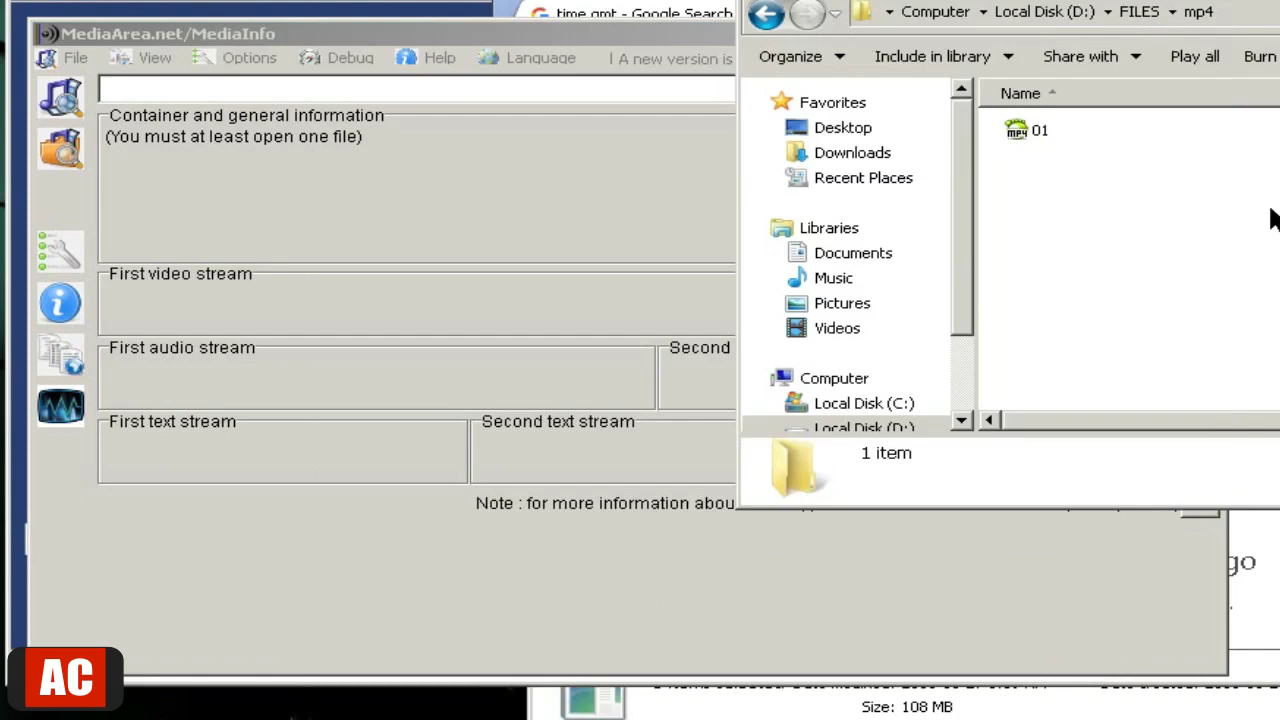 time gmt - Google Search
Computer Local Disk (D:) FILES mp4
MediaArea.net/MediaInfo
File View Options Debug Help Language | A new version is
Organize Include in library Share with Play all Burn
Container and general information
(You must at least open one file)
First video stream
First audio stream
Second
First text stream
Second text stream
Note : for more information abou
Favorites
Desktop
Downloads
Recent Places
Libraries
Documents
Music
Pictures
Videos
Computer
Local Disk (C:)
Local Disk (D:)
Name
mp4 01
1 item
go
AC
Size: 108 MB